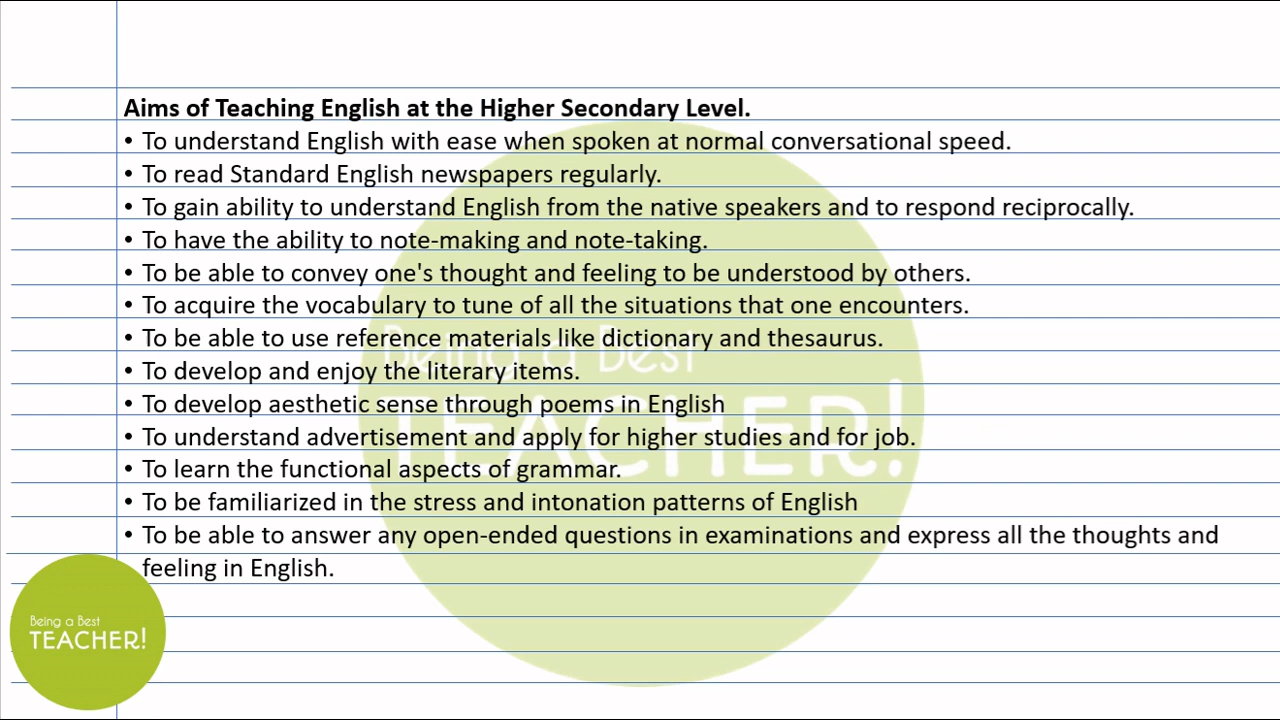 Aims of Teaching English at the Higher Secondary Level.
• To understand English with ease when spoken at normal conversational speed.
• To read Standard English newspapers regularly.
• To gain ability to understand English from the native speakers and to respond reciprocally.
• To have the ability to note-making and note-taking.
• To be able to convey one's thought and feeling to be understood by others.
• To acquire the vocabulary to tune of all the situations that one encounters.
• To be able to use reference materials like dictionary and thesaurus.
• To develop and enjoy the literary items.
• To develop aesthetic sense through poems in English
• To understand advertisement and apply for higher studies and for job.
• To learn the functional aspects of grammar.
• To be familiarized in the stress and intonation patterns of English
• To be able to answer any open-ended questions in examinations and express all the thoughts and
feeling in English.
Being a Best
TEACHER!
Being a Best
TEACHER!